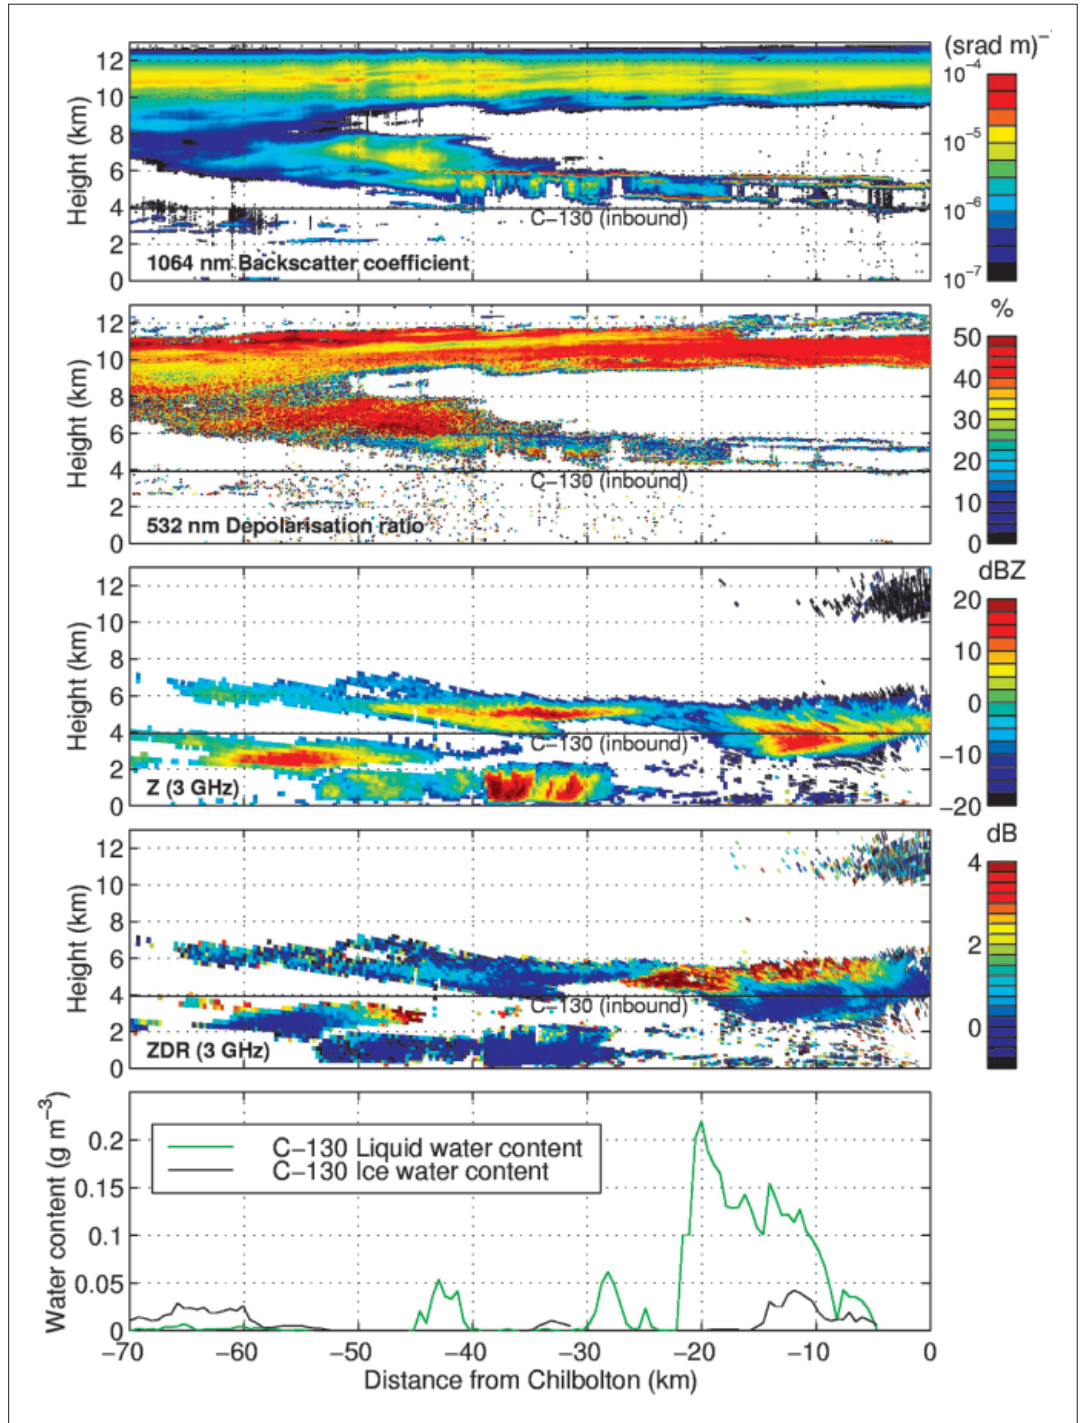 (srad m)⁻
12
10
8
6
4
2
0
Height (km)
C−130 (inbound)
1064 nm Backscatter coefficient
10⁻⁴
10⁻⁵
10⁻⁶
10⁻⁷
%
12
10
8
6
4
2
0
Height (km)
C−130 (inbound)
532 nm Depolarisation ratio
50
40
30
20
10
0
dBZ
12
10
8
6
4
2
0
Height (km)
C−130 (inbound)
Z (3 GHz)
20
10
0
−10
−20
dB
12
10
8
6
4
2
0
Height (km)
C−130 (inbound)
ZDR (3 GHz)
4
2
0
Water content (g m⁻³)
0.2
0.15
0.1
0.05
0
C−130 Liquid water content
C−130 Ice water content
−70 −60 −50 −40 −30 −20 −10 0
Distance from Chilbolton (km)